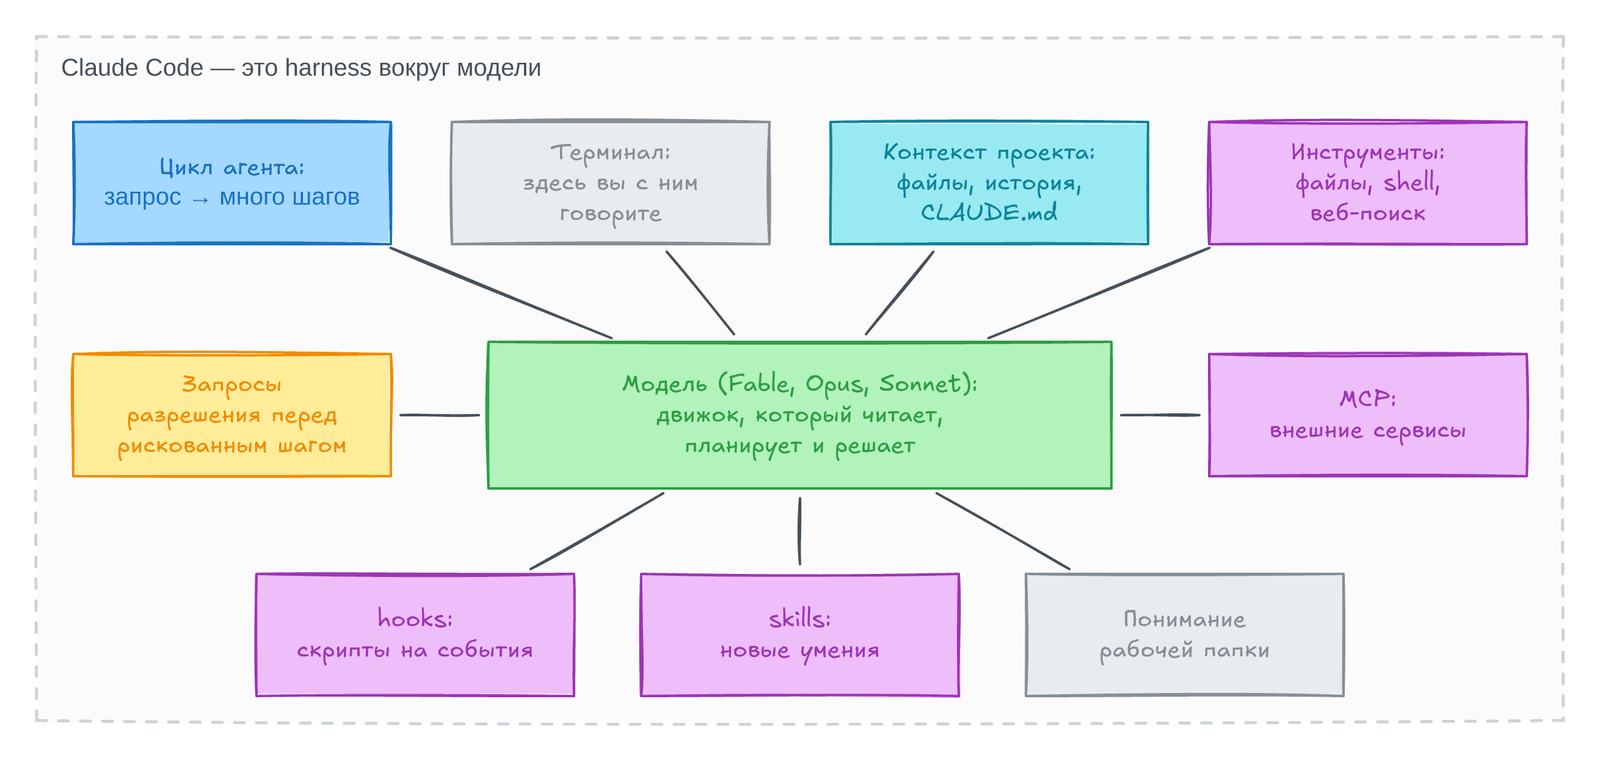 Claude Code — это harness вокруг модели
Цикл агента:
запрос → много шагов
Терминал:
здесь вы с ним
говорите
Контекст проекта:
файлы, история,
CLAUDE.md
Инструменты:
файлы, shell,
веб-поиск
Запросы
разрешения перед
рискованным шагом
Модель (Fable, Opus, Sonnet):
движок, который читает,
планирует и решает
MCP:
внешние сервисы
hooks:
скрипты на события
skills:
новые умения
Понимание
рабочей папки